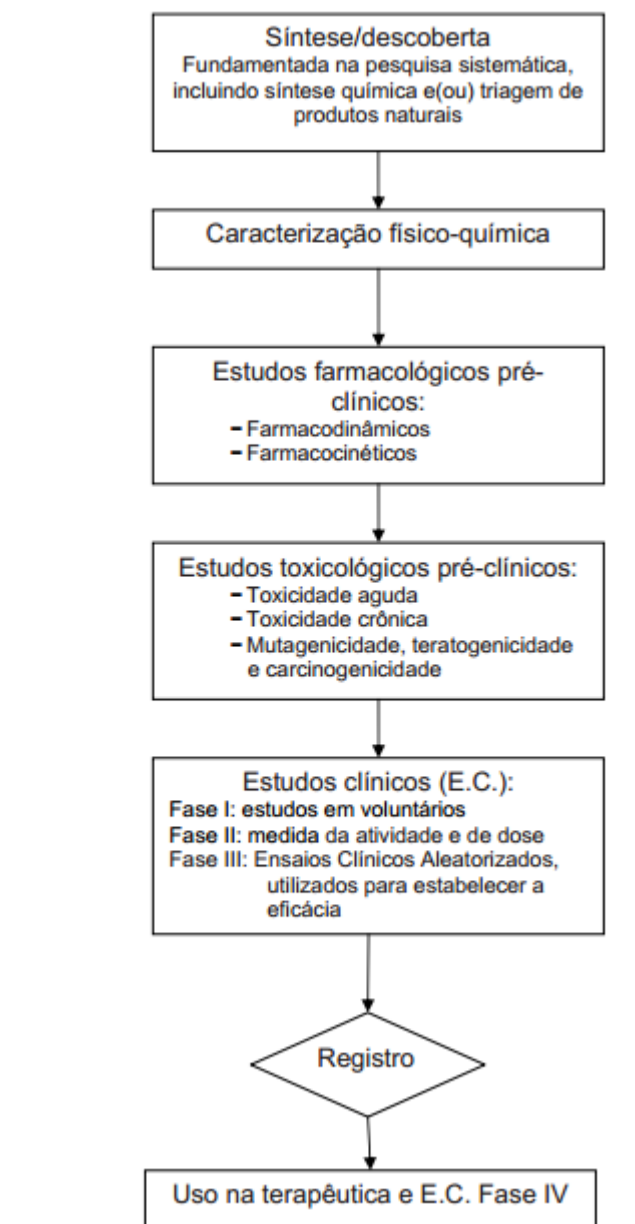 Síntese/descoberta
Fundamentada na pesquisa sistemática,
incluindo síntese química e(ou) triagem de
produtos naturais
Caracterização físico-química
Estudos farmacológicos pré-
clínicos:
- Farmacodinâmicos
- Farmacocinéticos
Estudos toxicológicos pré-clínicos:
- Toxicidade aguda
- Toxicidade crônica
- Mutagenicidade, teratogenicidade
e carcinogenicidade
Estudos clínicos (E.C.):
Fase I: estudos em voluntários
Fase II: medida da atividade e de dose
Fase III: Ensaios Clínicos Aleatorizados,
utilizados para estabelecer a
eficácia
Registro
Uso na terapêutica e E.C. Fase IV